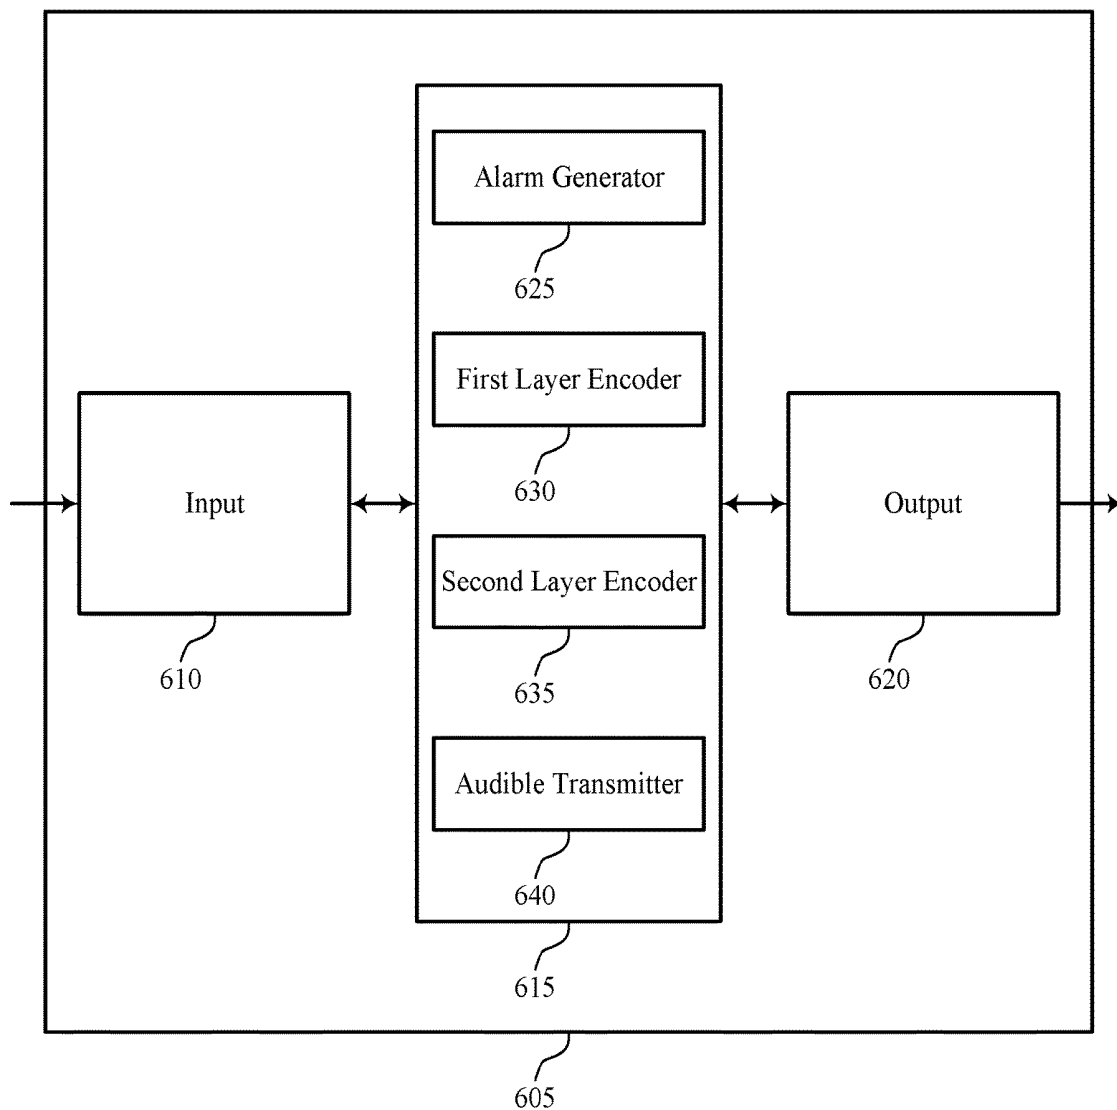 Alarm Generator
625
First Layer Encoder
630
Input
610
Output
620
Second Layer Encoder
635
Audible Transmitter
640
615
605